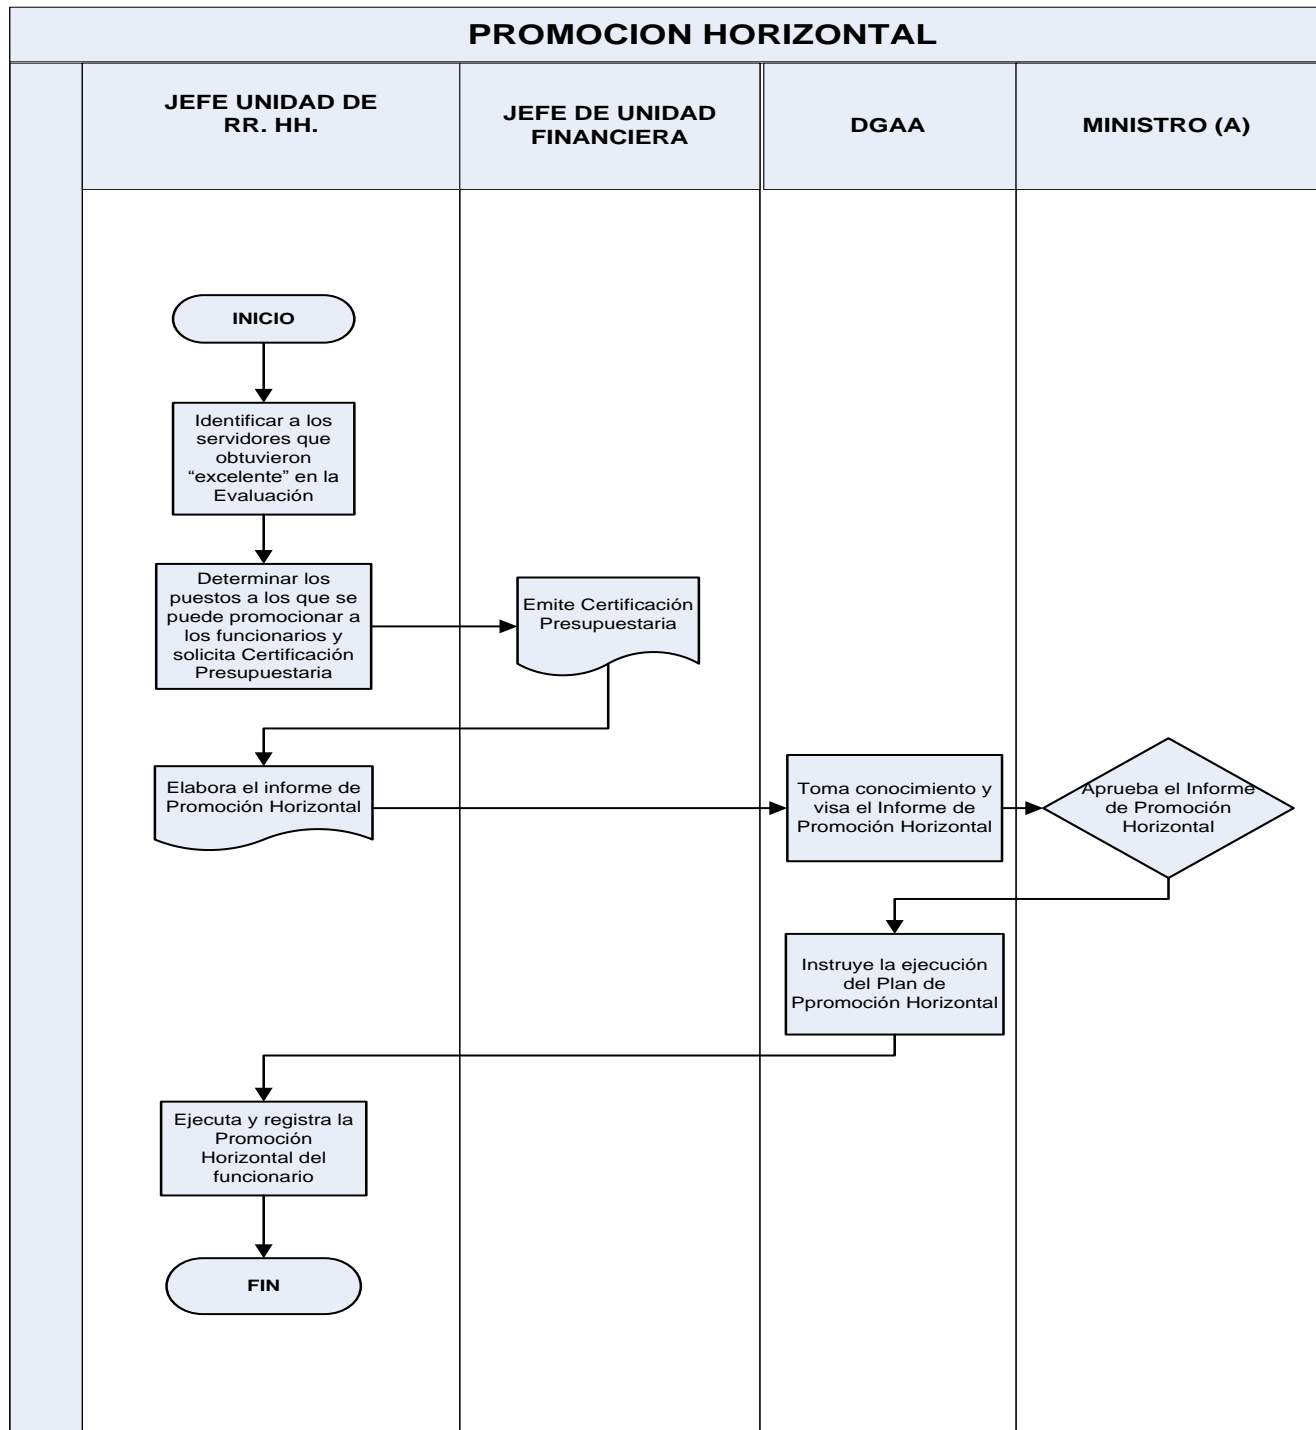 PROMOCION HORIZONTAL
JEFE UNIDAD DE
RR. HH.
JEFE DE UNIDAD
FINANCIERA
DGAA
MINISTRO (A)
INICIO
Identificar a los
servidores que
obtuvieron
“excelente” en la
Evaluación
Determinar los
puestos a los que se
puede promocionar a
los funcionarios y
solicita Certificación
Presupuestaria
Emite Certificación
Presupuestaria
Elabora el informe de
Promoción Horizontal
Toma conocimiento y
visa el Informe de
Promoción Horizontal
Aprueba el Informe
de Promoción
Horizontal
Instruye la ejecución
del Plan de
Ppromoción Horizontal
Ejecuta y registra la
Promoción
Horizontal del
funcionario
FIN